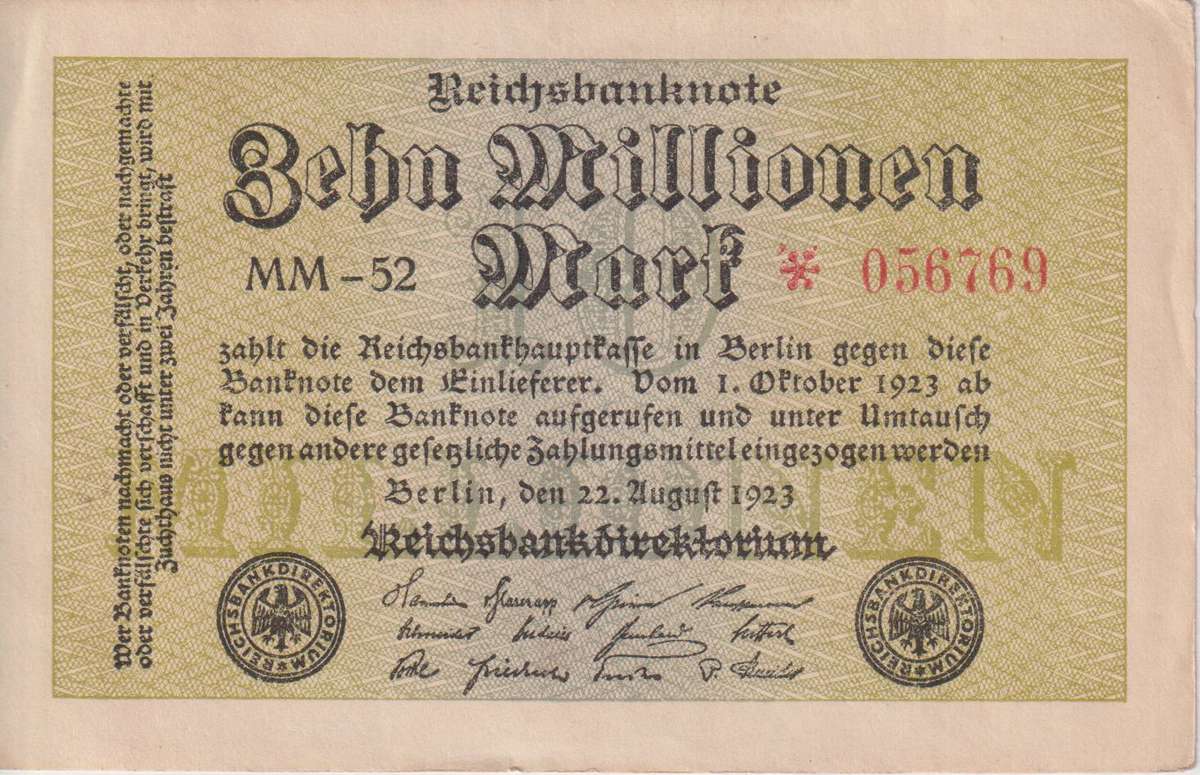 Reichsbanknote
Zehn Millionen
Mark
MM-52
* 056769
zahlt die Reichsbankhauptkasse in Berlin gegen diese
Banknote dem Einlieferer. Vom 1. Oktober 1923 ab
kann diese Banknote aufgerufen und unter Umtausch
gegen andere gesetzliche Zahlungsmittel eingezogen werden
Berlin, den 22. August 1923
Reichsbankdirektorium
REICHSBANKDIREKTORIUM
REICHSBANKDIREKTORIUM
Wer Banknoten nachmacht oder verfälscht, oder nachgemachte
oder verfälschte sich verschafft und in Verkehr bringt, wird mit
Zuchthaus nicht unter zwei Jahren bestraft
10
MILLIONEN